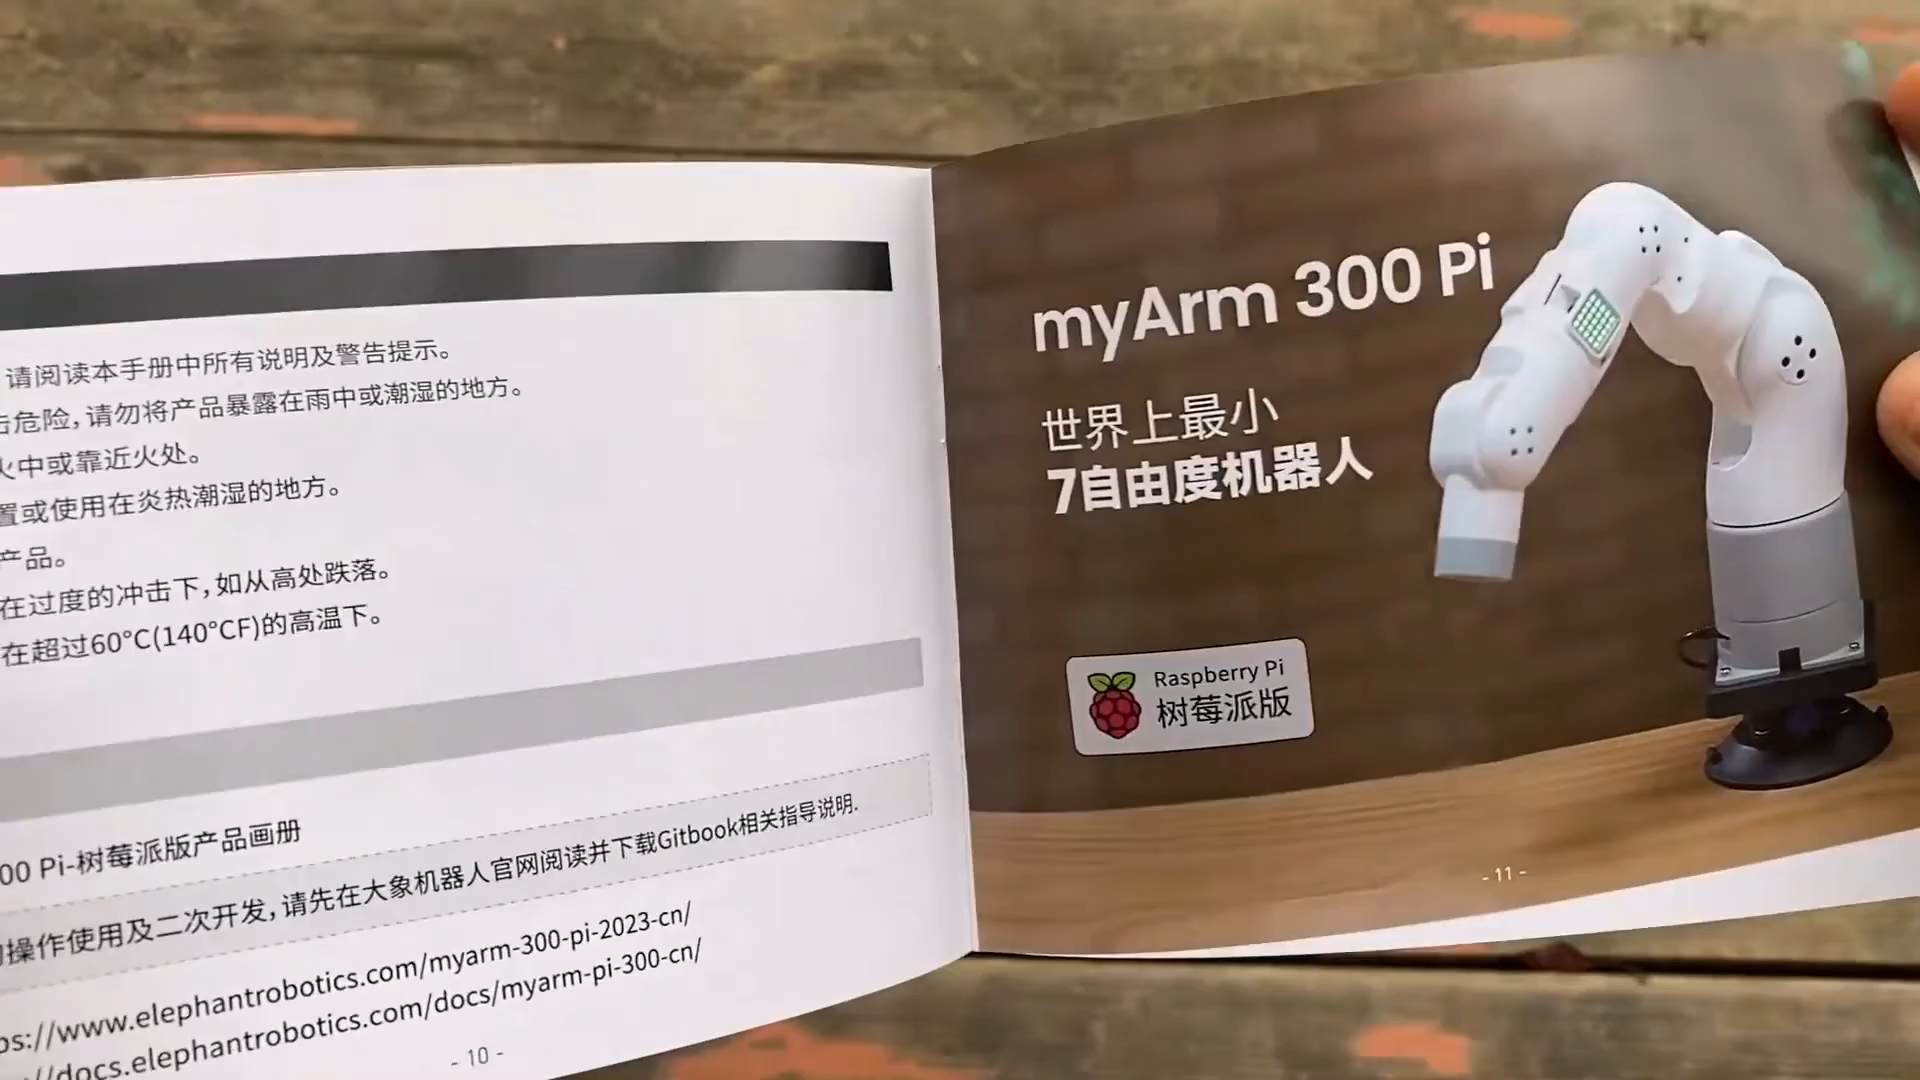 请阅读本手册中所有说明及警告提示。
危险,请勿将产品暴露在雨中或潮湿的地方。
火中或靠近火处。
置或使用在炎热潮湿的地方。
产品。
在过度的冲击下,如从高处跌落。
在超过60°C(140°CF)的高温下。
00 Pi-树莓派版产品画册
操作使用及二次开发,请先在大象机器人官网阅读并下载Gitbook相关指导说明.
ps://www.elephantrobotics.com/myarm-300-pi-2023-cn/
//docs.elephantrobotics.com/docs/myarm-pi-300-cn/
- 10 -
myArm 300 Pi
世界上最小
7自由度机器人
Raspberry Pi
树莓派版
- 11 -